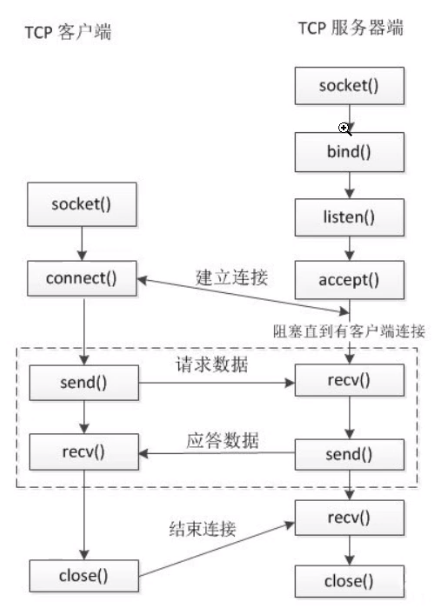 TCP 客户端
TCP 服务器端
socket()
bind()
socket()
listen()
connect()
建立连接
accept()
阻塞直到有客户端连接
send()
请求数据
recv()
recv()
应答数据
send()
recv()
结束连接
close()
close()